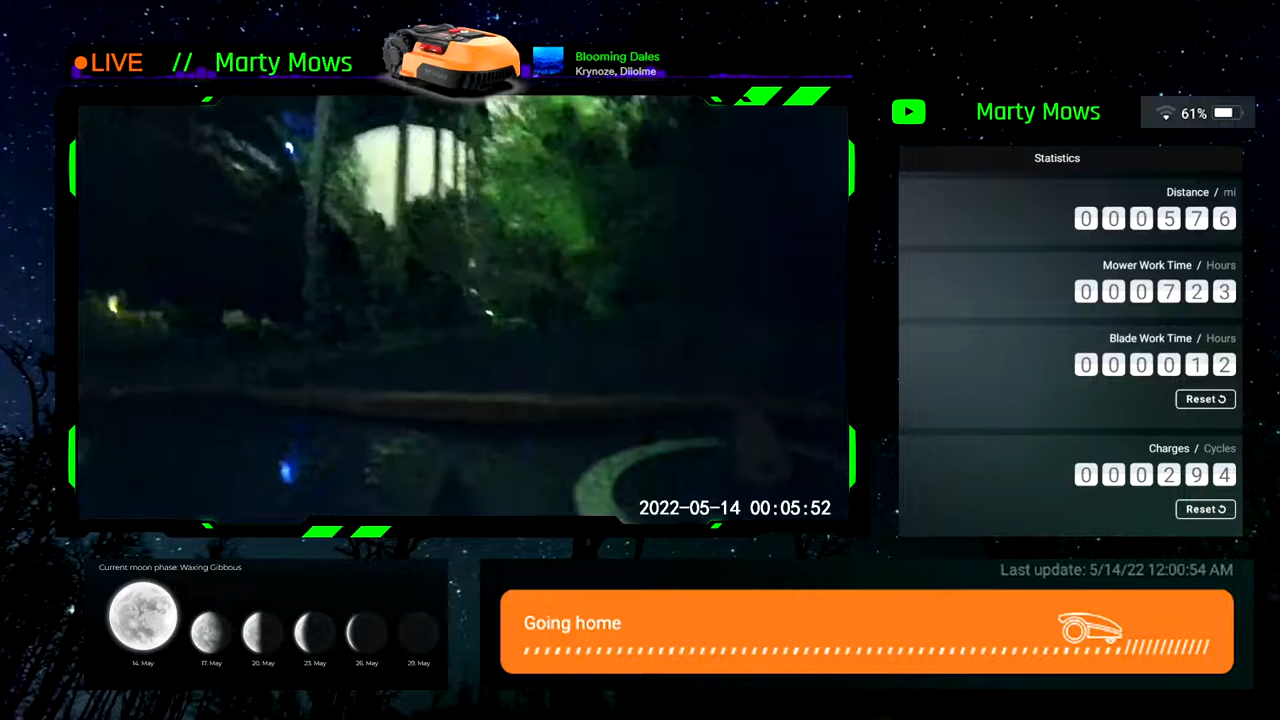 LIVE // Marty Mows
Blooming Dales
Krynoze, Diiolme
Marty Mows
61%
Statistics
Distance / mi
000576
Mower Work Time / Hours
000723
Blade Work Time / Hours
000012
Reset
Charges / Cycles
000294
Reset
2022-05-14 00:05:52
Current moon phase: Waxing Gibbous
14. May 17. May 20. May 23. May 26. May 29. May
Last update: 5/14/22 12:00:54 AM
Going home